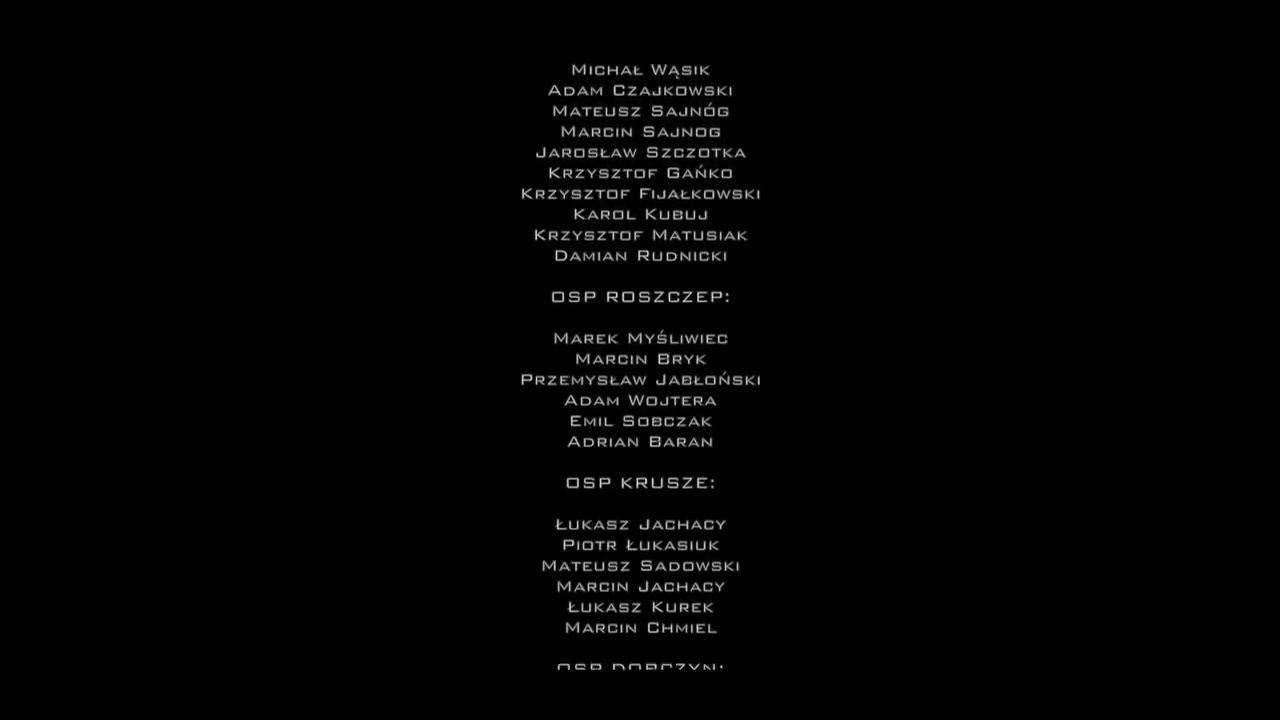 Michał Wąsik
Adam Czajkowski
Mateusz Sajnóg
Marcin Sajnog
Jarosław Szczotka
Krzysztof Gańko
Krzysztof Fijałkowski
Karol Kubuj
Krzysztof Matusiak
Damian Rudnicki
OSP ROSZCZEP:
Marek Myśliwiec
Marcin Bryk
Przemysław Jabłoński
Adam Wojtera
Emil Sobczak
Adrian Baran
OSP KRUSZE:
Łukasz Jachacy
Piotr Łukasiuk
Mateusz Sadowski
Marcin Jachacy
Łukasz Kurek
Marcin Chmiel
OSP